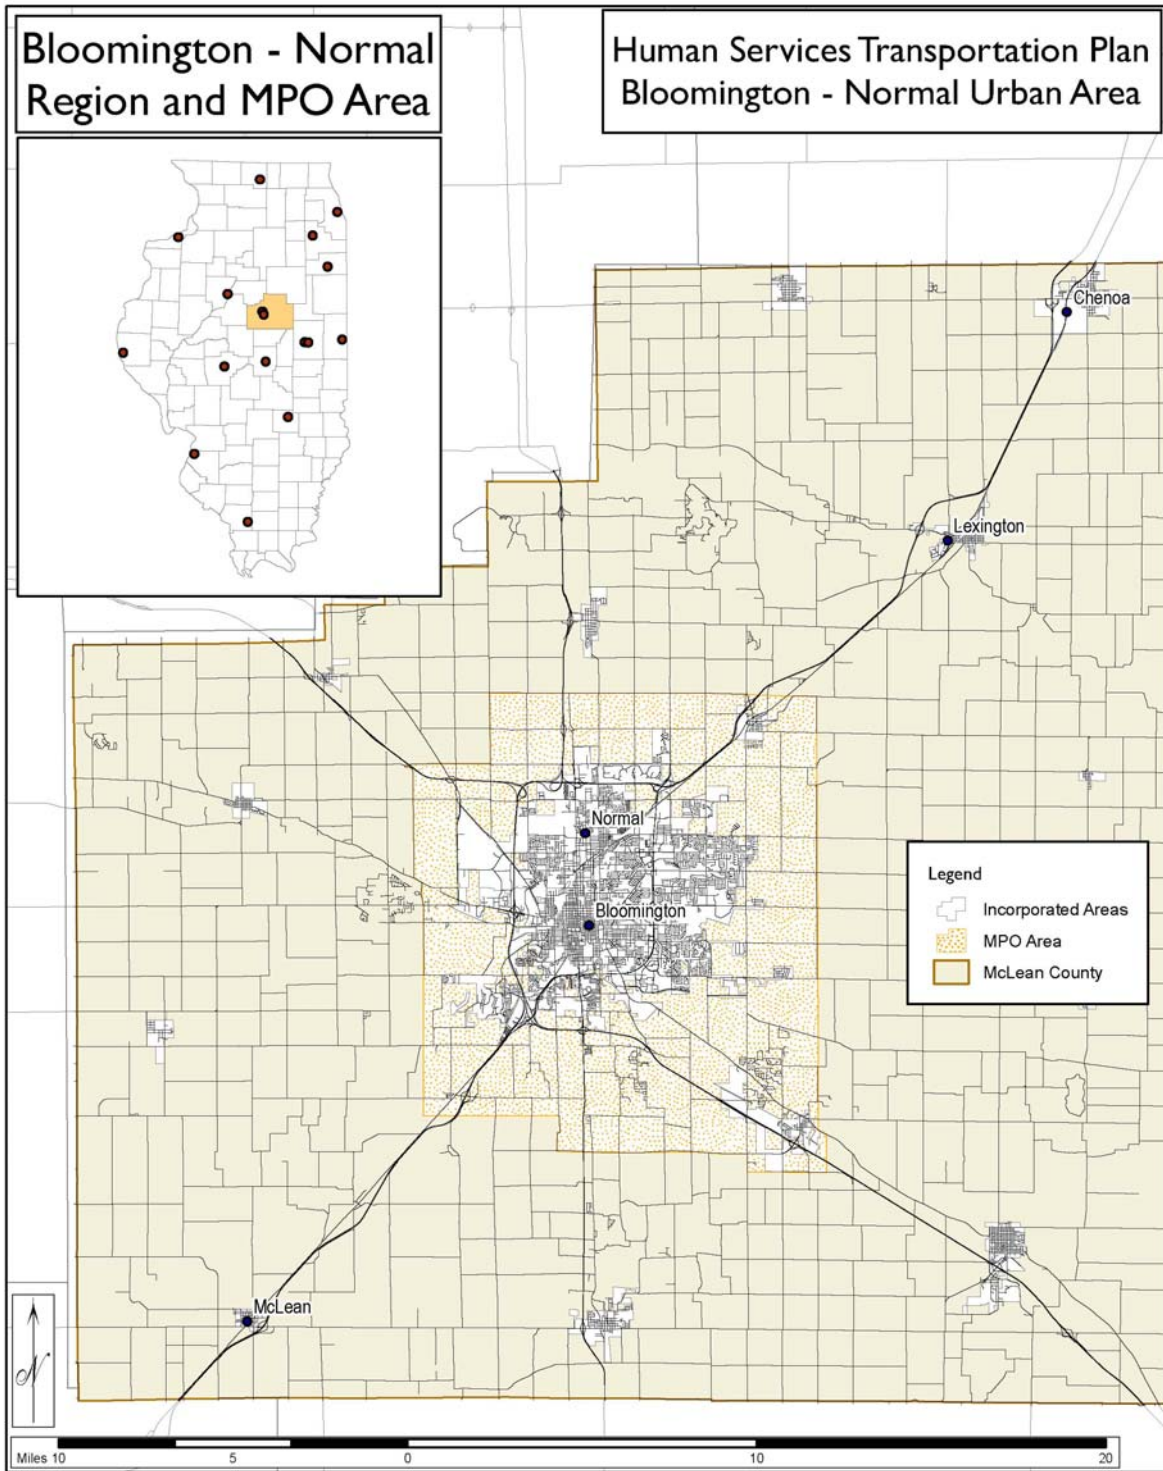 Bloomington - Normal
Region and MPO Area
Human Services Transportation Plan
Bloomington - Normal Urban Area
Chenoa
Lexington
Normal
Bloomington
Legend
Incorporated Areas
MPO Area
McLean County
McLean
N
Miles 10 5 0 10 20